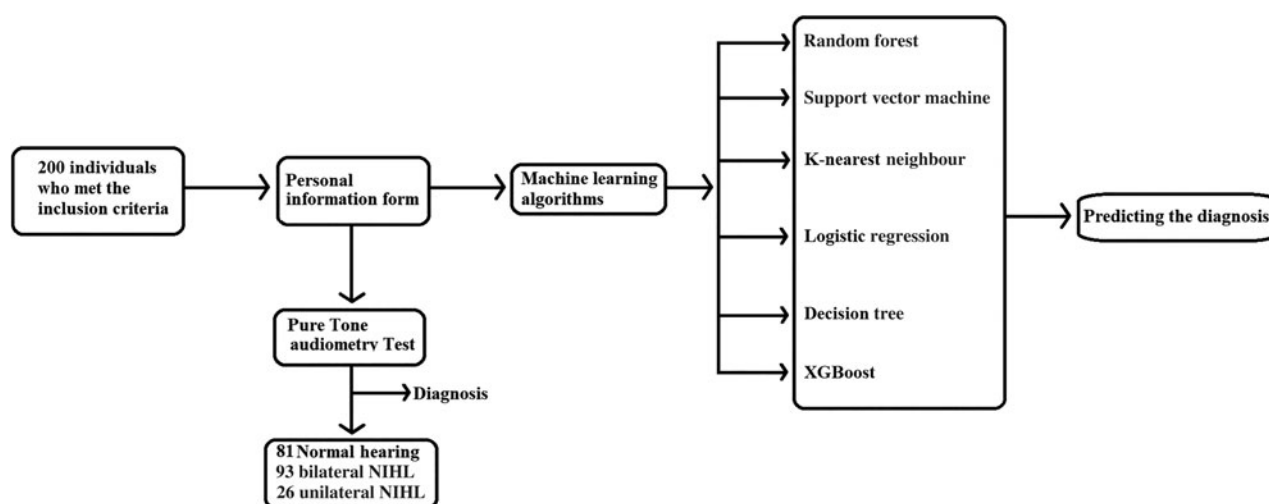 200 individuals
who met the
inclusion criteria
Personal
information form
Machine learning
algorithms
Random forest
Support vector machine
K-nearest neighbour
Logistic regression
Decision tree
XGBoost
Predicting the diagnosis
Pure Tone
audiometry Test
Diagnosis
81 Normal hearing
93 bilateral NIHL
26 unilateral NIHL